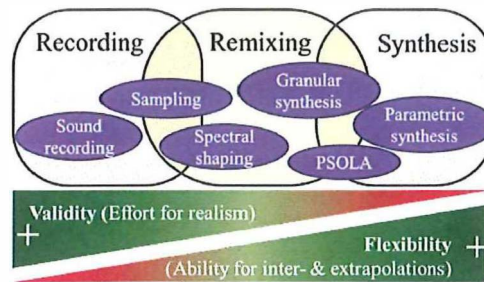 Recording
Remixing
Synthesis
Sampling
Granular
synthesis
Sound
recording
Spectral
shaping
PSOLA
Parametric
synthesis
Validity (Effort for realism)
+
Flexibility
+
(Ability for inter- & extrapolations)